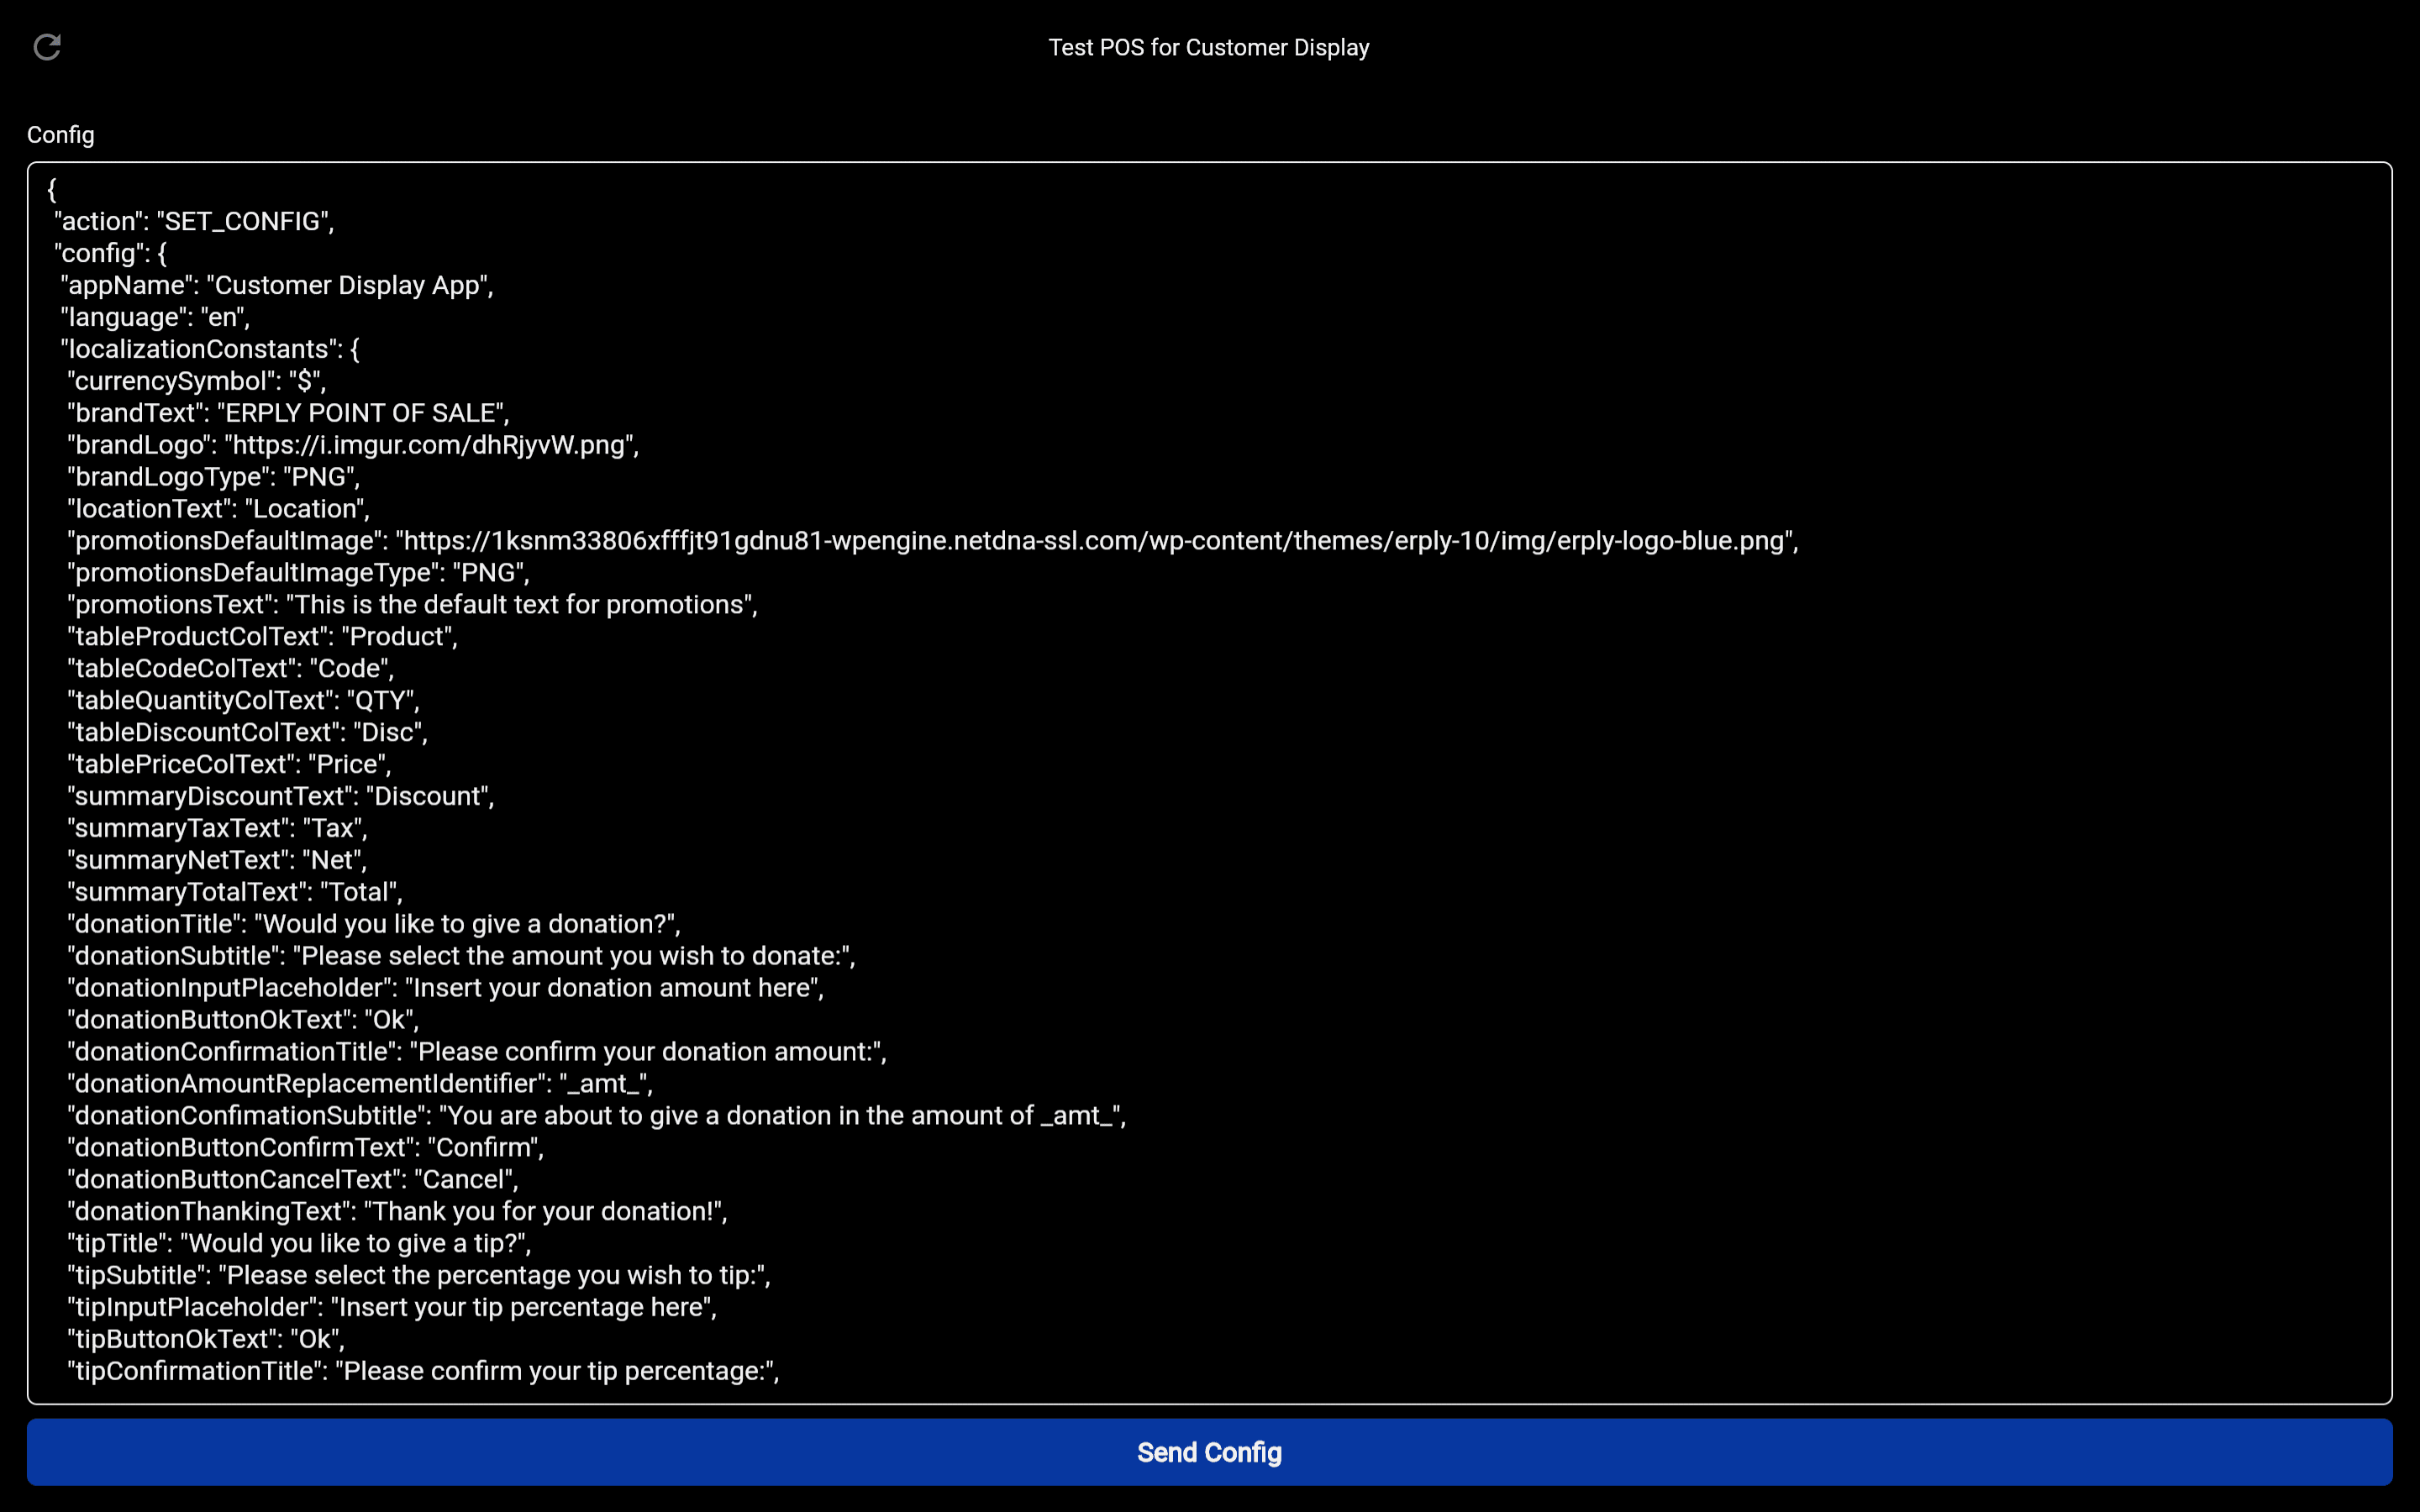 Test POS for Customer Display
Config
{
"action": "SET_CONFIG",
"config": {
"appName": "Customer Display App",
"language": "en",
"localizationConstants": {
"currencySymbol": "$",
"brandText": "ERPLY POINT OF SALE",
"brandLogo": "https://i.imgur.com/dhRjyvW.png",
"brandLogoType": "PNG",
"locationText": "Location",
"promotionsDefaultImage": "https://1ksnm33806xfffjt91gdnu81-wpengine.netdna-ssl.com/wp-content/themes/erply-10/img/erply-logo-blue.png",
"promotionsDefaultImageType": "PNG",
"promotionsText": "This is the default text for promotions",
"tableProductColText": "Product",
"tableCodeColText": "Code",
"tableQuantityColText": "QTY",
"tableDiscountColText": "Disc",
"tablePriceColText": "Price",
"summaryDiscountText": "Discount",
"summaryTaxText": "Tax",
"summaryNetText": "Net",
"summaryTotalText": "Total",
"donationTitle": "Would you like to give a donation?",
"donationSubtitle": "Please select the amount you wish to donate:",
"donationInputPlaceholder": "Insert your donation amount here",
"donationButtonOkText": "Ok",
"donationConfirmationTitle": "Please confirm your donation amount:",
"donationAmountReplacementIdentifier": "_amt_",
"donationConfimationSubtitle": "You are about to give a donation in the amount of _amt_",
"donationButtonConfirmText": "Confirm",
"donationButtonCancelText": "Cancel",
"donationThankingText": "Thank you for your donation!",
"tipTitle": "Would you like to give a tip?",
"tipSubtitle": "Please select the percentage you wish to tip:",
"tipInputPlaceholder": "Insert your tip percentage here",
"tipButtonOkText": "Ok",
"tipConfirmationTitle": "Please confirm your tip percentage:",
Send Config